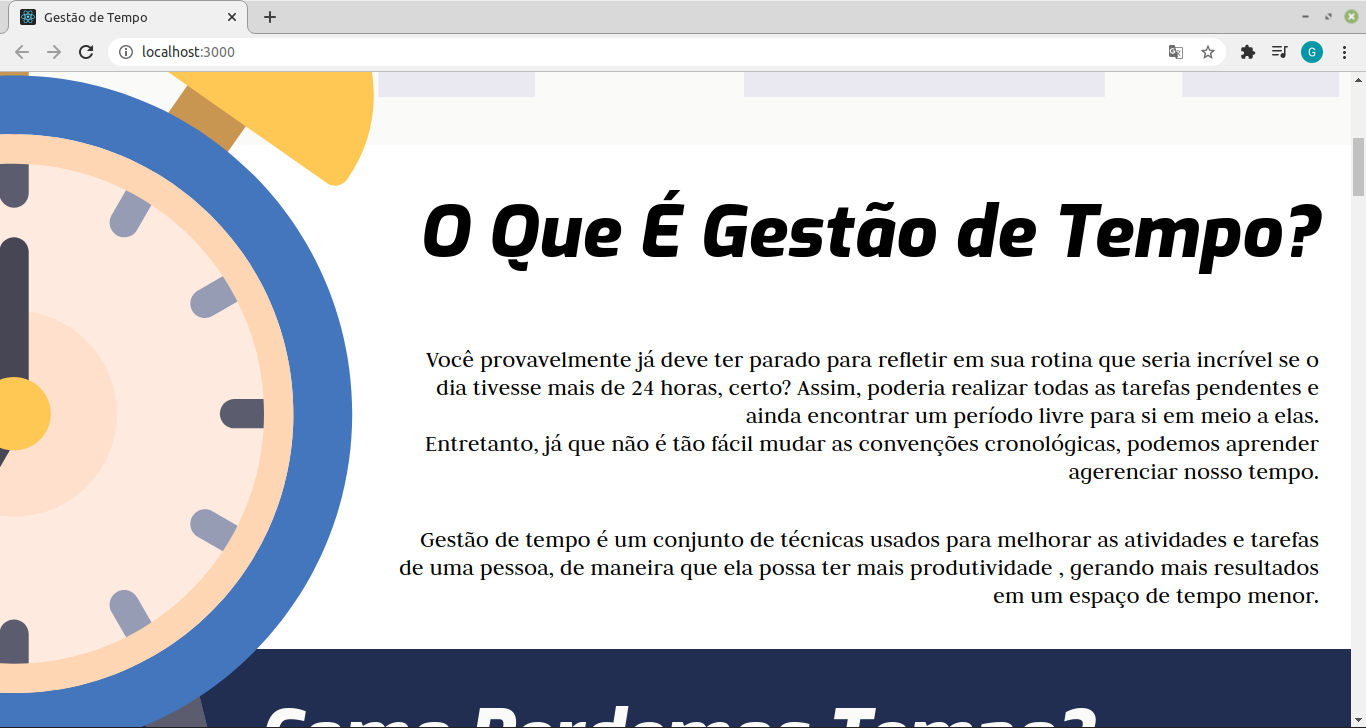 Gestão de Tempo
localhost:3000
G
O Que É Gestão de Tempo?
Você provavelmente já deve ter parado para refletir em sua rotina que seria incrível se o
dia tivesse mais de 24 horas, certo? Assim, poderia realizar todas as tarefas pendentes e
ainda encontrar um período livre para si em meio a elas.
Entretanto, já que não é tão fácil mudar as convenções cronológicas, podemos aprender
agerenciar nosso tempo.
Gestão de tempo é um conjunto de técnicas usados para melhorar as atividades e tarefas
de uma pessoa, de maneira que ela possa ter mais produtividade , gerando mais resultados
em um espaço de tempo menor.
Como Perdemos Tempo?